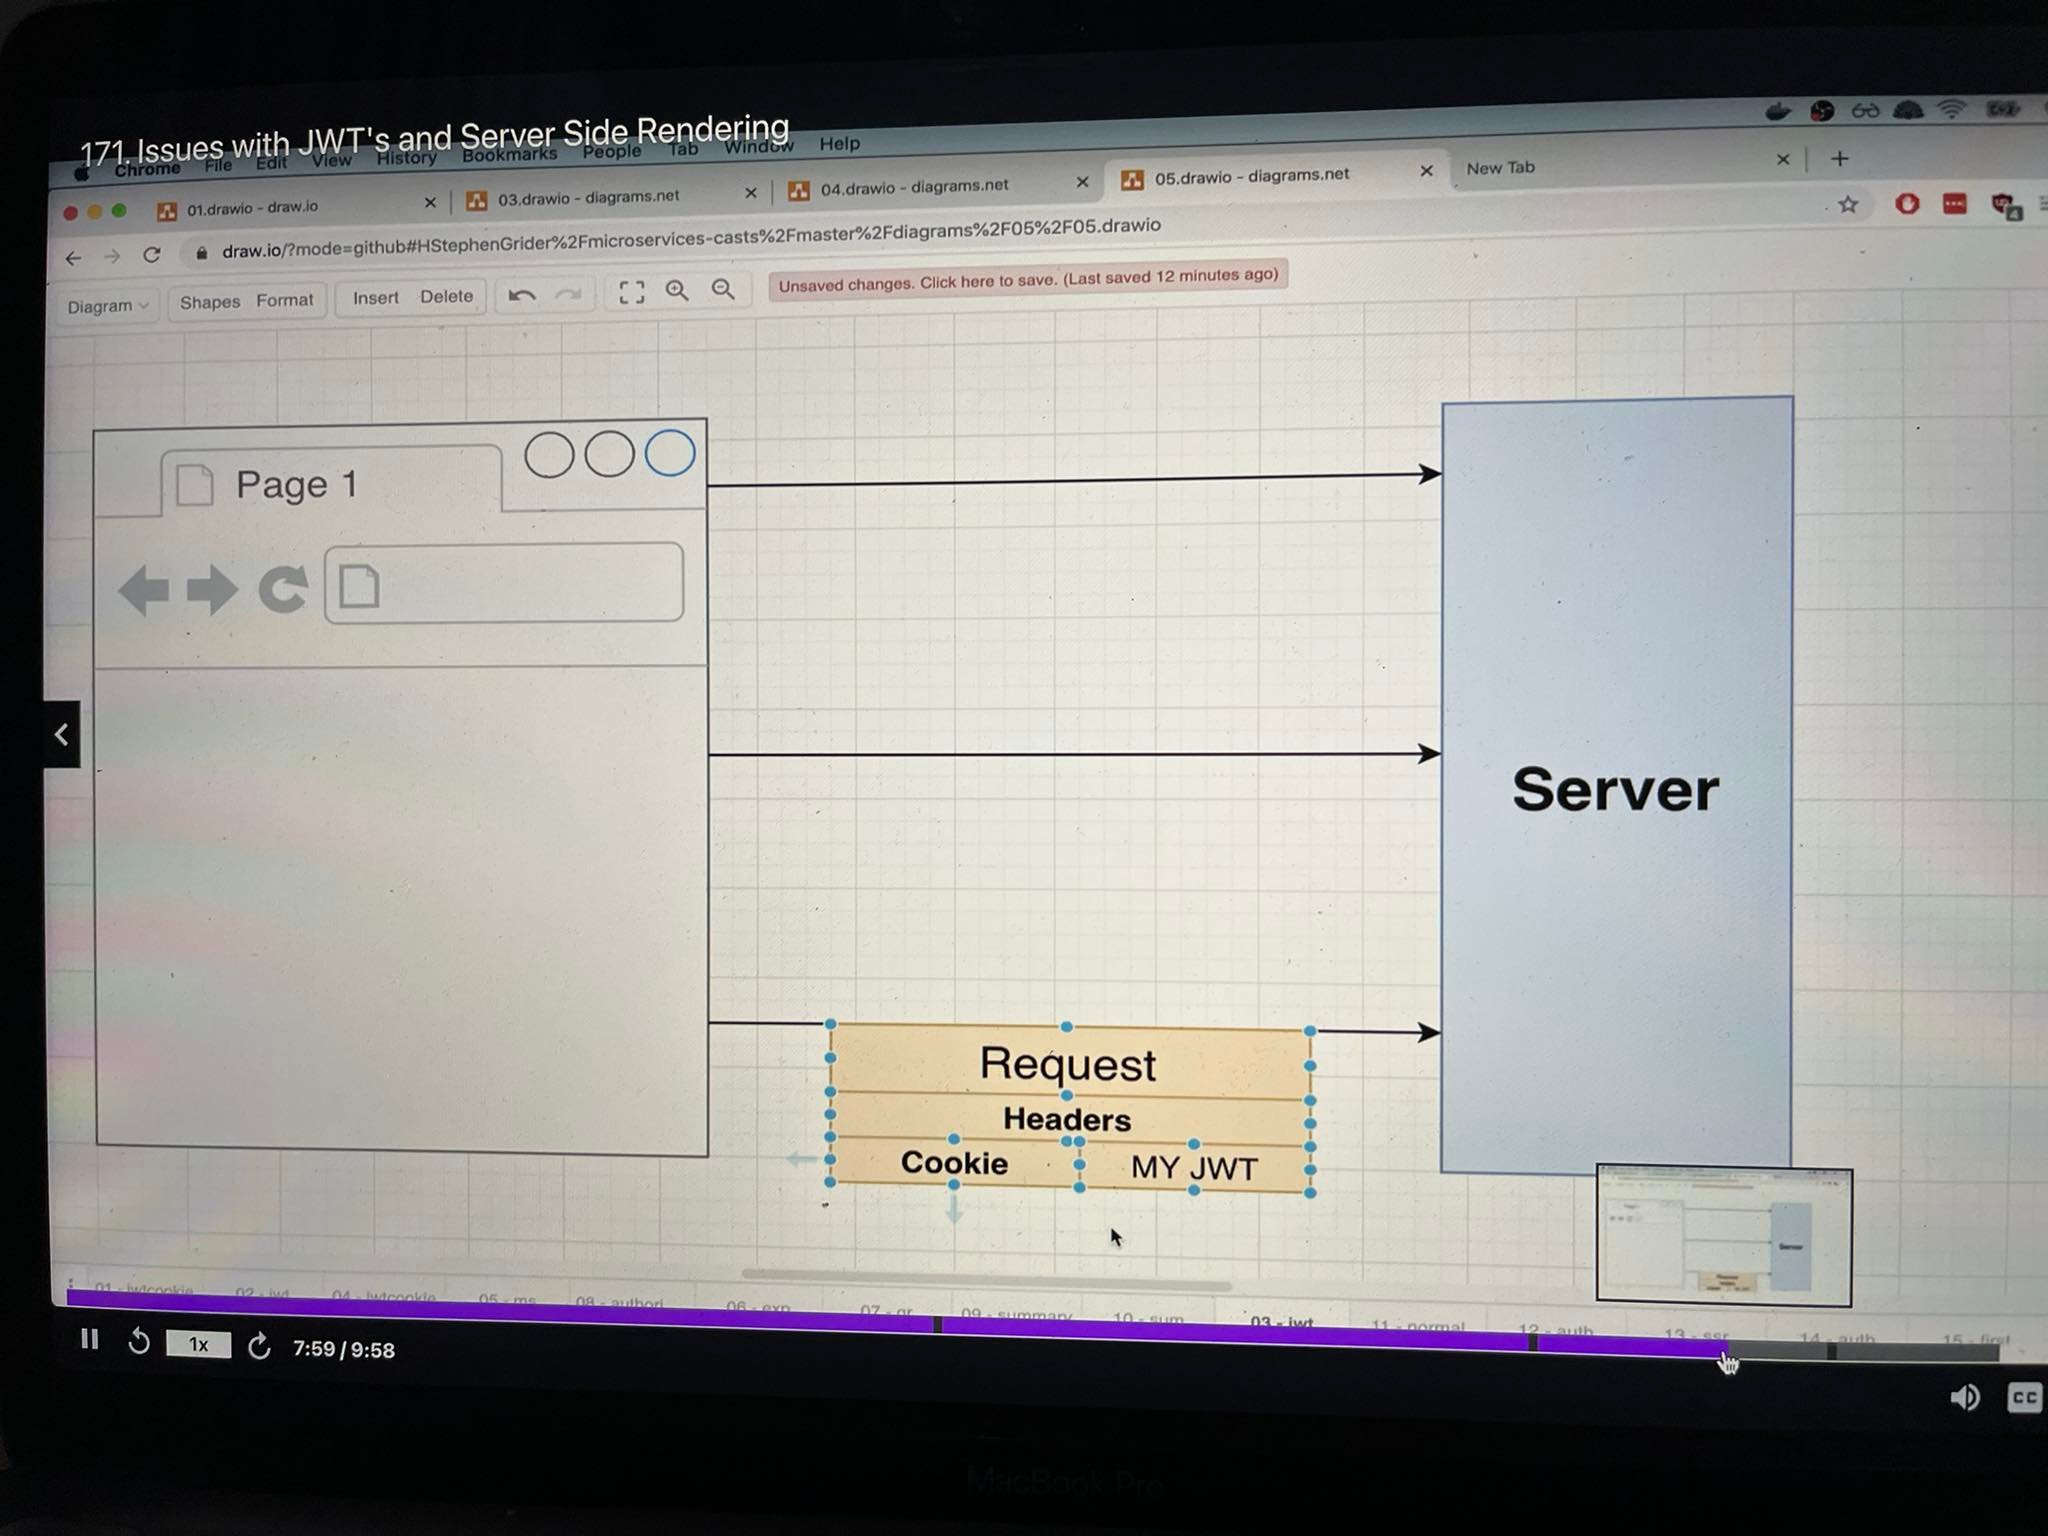 171. Issues with JWT's and Server Side Rendering
Chrome File Edit View History Bookmarks People Tab Window Help
01.drawio - draw.io
03.drawio - diagrams.net
04.drawio - diagrams.net
05.drawio - diagrams.net
New Tab
draw.io/?mode=github#HStephenGrider%2Fmicroservices-casts%2Fmaster%2Fdiagrams%2F05%2F05.drawio
4
Diagram Shapes Format Insert Delete
Unsaved changes. Click here to save. (Last saved 12 minutes ago)
Page 1
Server
Request
Headers
Cookie MY JWT
Server
01 - jwtcookie 02 - jwt 04 - jwtcookie 05 - ms 08 - authori 06 - exp 07 - gr 09 - summary 10 - sum 03 - jwt 11 - normal 12 - auth 13 - ssr 14 - auth 15 - first
1x
7:59 / 9:58
CC
MacBook Pro